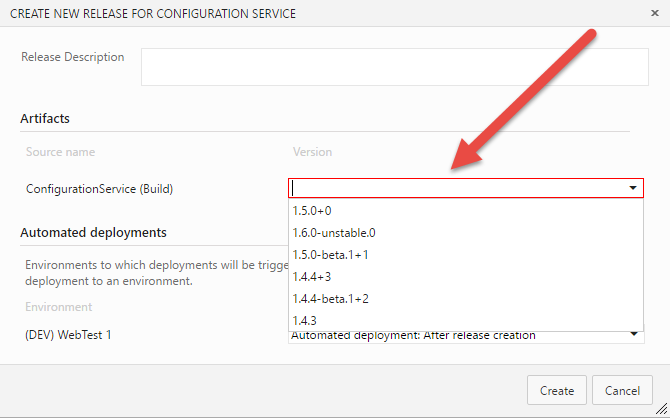 CREATE NEW RELEASE FOR CONFIGURATION SERVICE
Release Description
Artifacts
Source name Version
ConfigurationService (Build)
1.5.0+0
1.6.0-unstable.0
1.5.0-beta.1+1
1.4.4+3
1.4.4-beta.1+2
1.4.3
Automated deployments
Environments to which deployments will be trigge
deployment to an environment.
Environment
(DEV) WebTest 1 Automated deployment: After release creation
Create Cancel